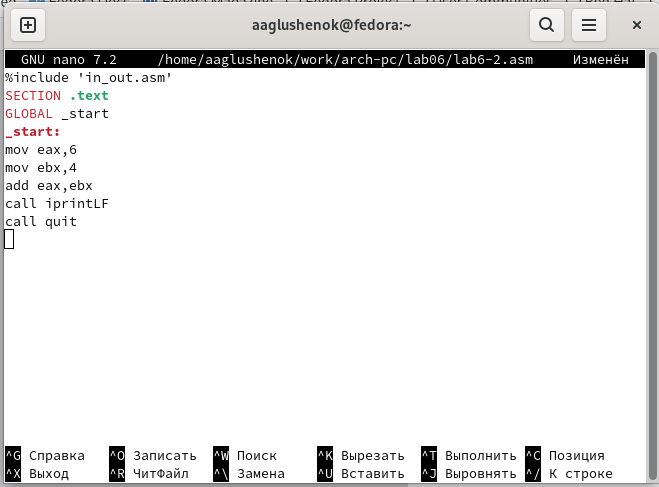 aaglushenok@fedora:~
GNU nano 7.2 /home/aaglushenok/work/arch-pc/lab06/lab6-2.asm Изменён
%include 'in_out.asm'
SECTION .text
GLOBAL _start
_start:
mov eax,6
mov ebx,4
add eax,ebx
call iprintLF
call quit
^G Справка ^O Записать ^W Поиск ^K Вырезать ^T Выполнить ^C Позиция
^X Выход ^R ЧитФайл ^\ Замена ^U Вставить ^J Выровнять ^/ К строке